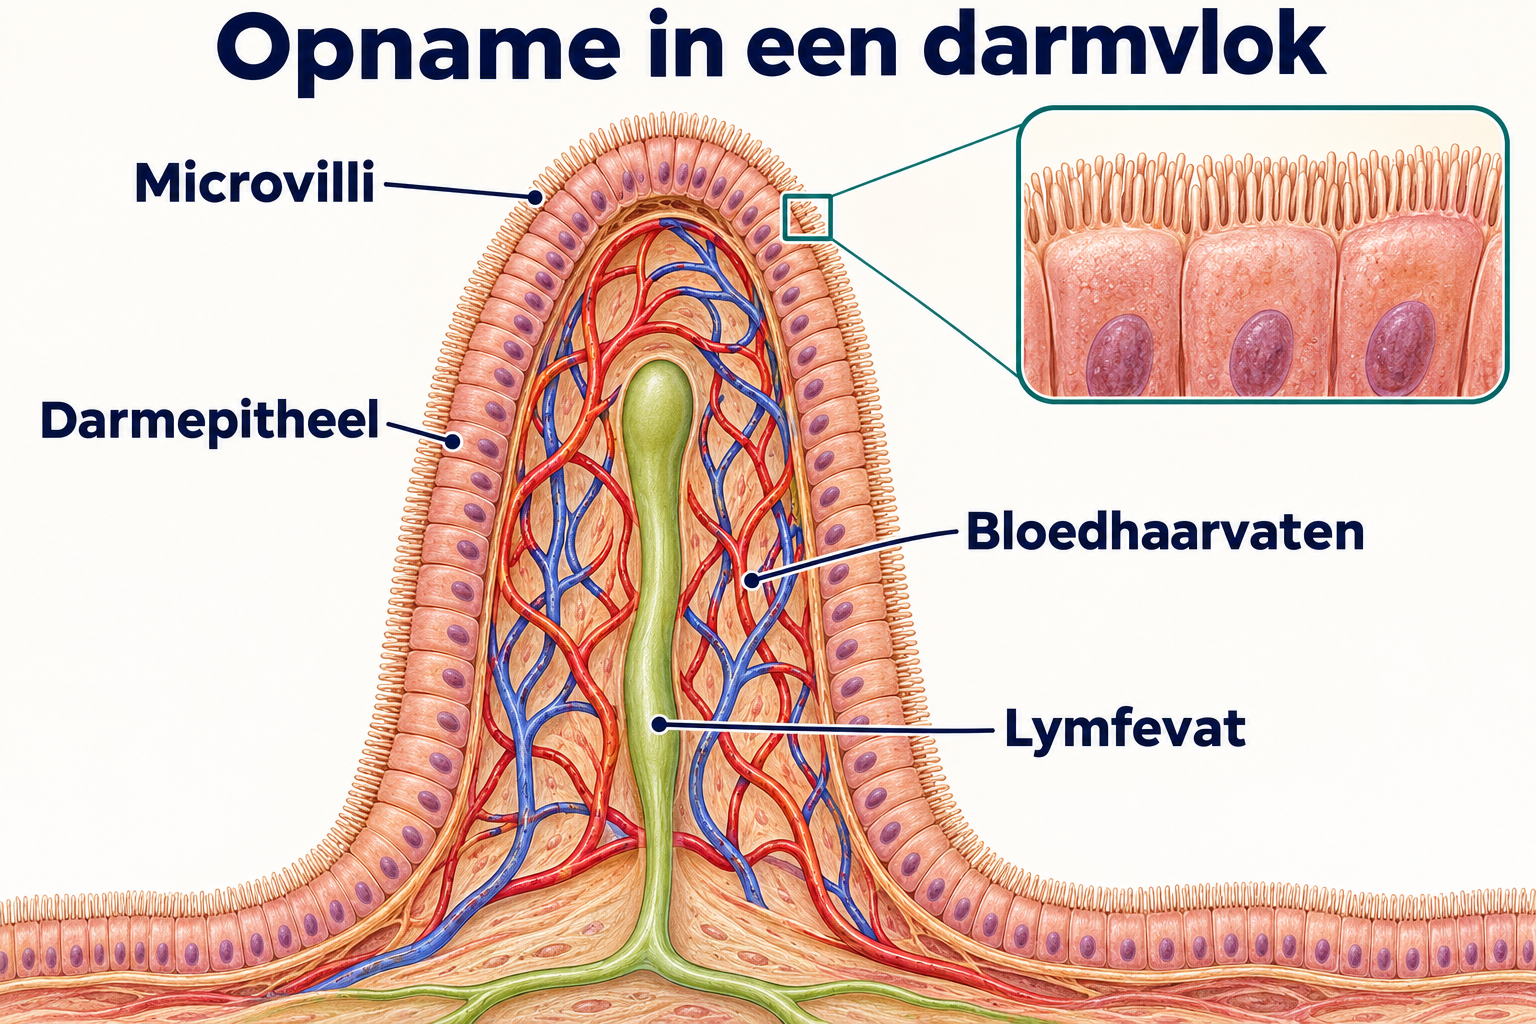 Opname in een darmvlok
Microvilli
Darmepitheel
Bloedhaarvaten
Lymfevat